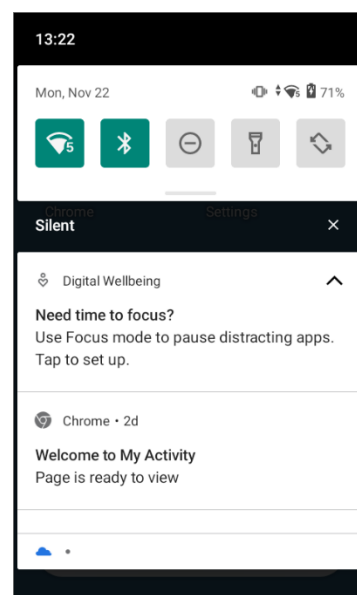 13:22
Mon, Nov 22
71%
5
Chrome
Settings
Silent
Digital Wellbeing
Need time to focus?
Use Focus mode to pause distracting apps.
Tap to set up.
Chrome • 2d
Welcome to My Activity
Page is ready to view